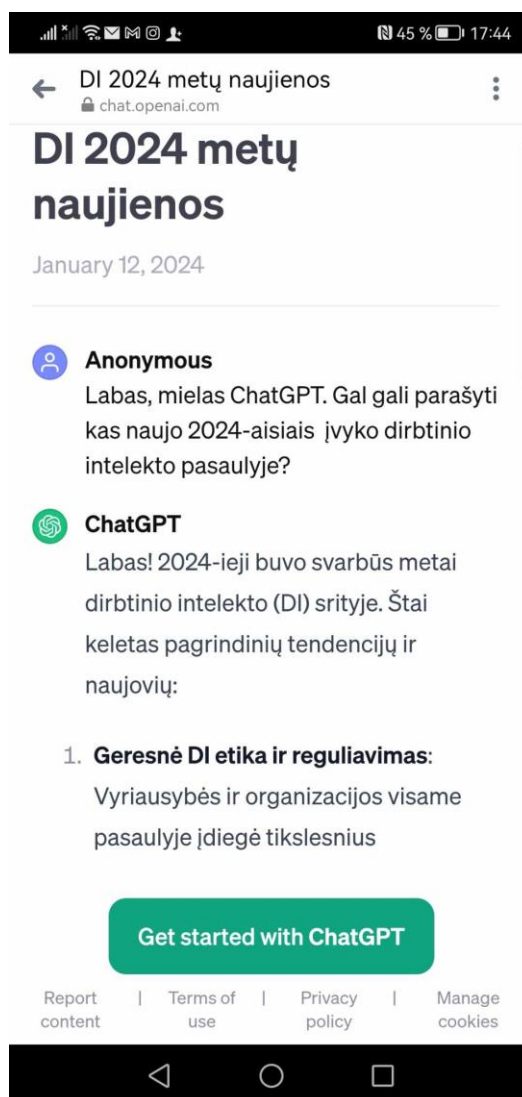 45 % 17:44
DI 2024 metų naujienos
chat.openai.com
DI 2024 metų
naujienos
January 12, 2024
Anonymous
Labas, mielas ChatGPT. Gal gali parašyti
kas naujo 2024-aisiais įvyko dirbtinio
intelekto pasaulyje?
ChatGPT
Labas! 2024-ieji buvo svarbūs metai
dirbtinio intelekto (DI) srityje. Štai
keletas pagrindinių tendencijų ir
naujovių:
1. Geresnė DI etika ir reguliavimas:
Vyriausybės ir organizacijos visame
pasaulyje įdiegė tikslesnius
Get started with ChatGPT
Report content | Terms of use | Privacy policy | Manage cookies